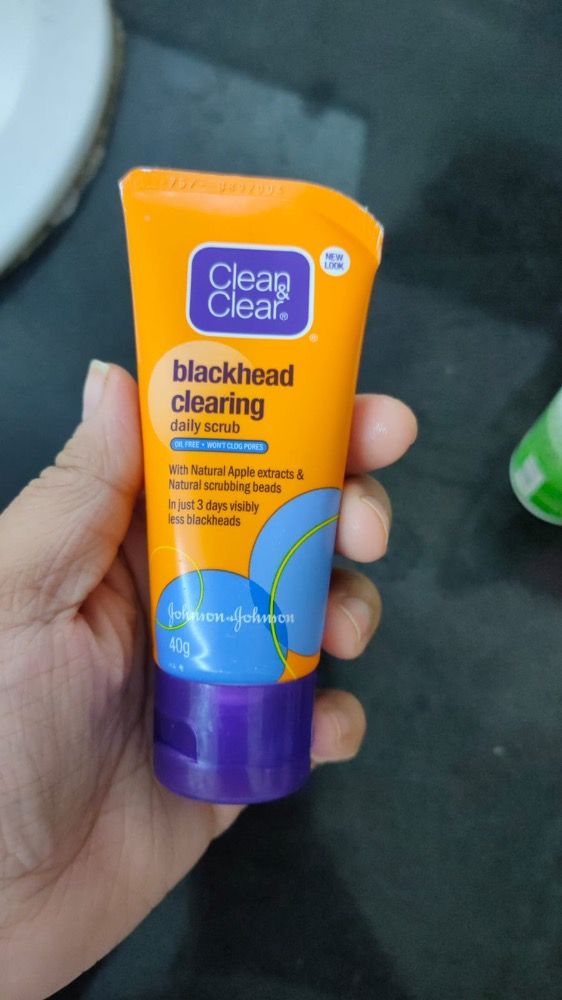 NEW
LOOK
Clean
&
Clear®
®
blackhead
clearing
daily scrub
OIL FREE • WON'T CLOG PORES
With Natural Apple extracts &
Natural scrubbing beads
In just 3 days visibly
less blackheads
Johnson+Johnson
40g